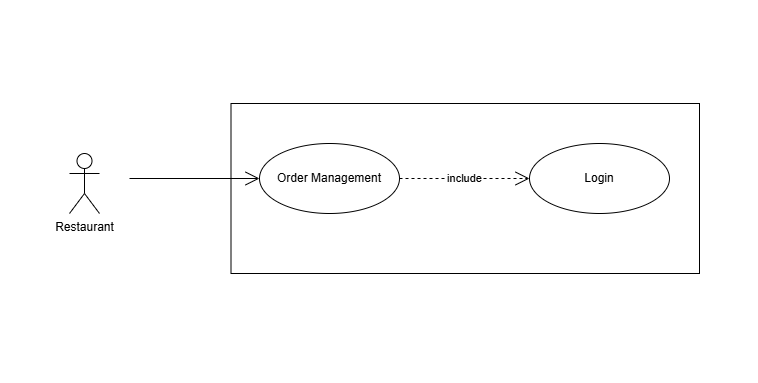 Order Management
include
Login
Restaurant